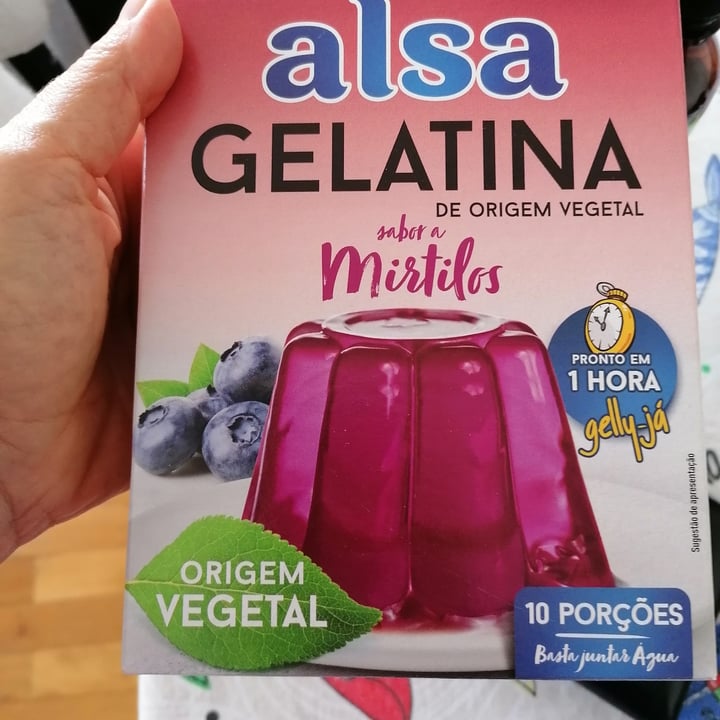 alsa
GELATINA
DE ORIGEM VEGETAL
sabor a
Mirtilos
PRONTO EM
1 HORA
gelly-já
Sugestão de apresentação
ORIGEM
VEGETAL
10 PORÇÕES
Basta juntar Água